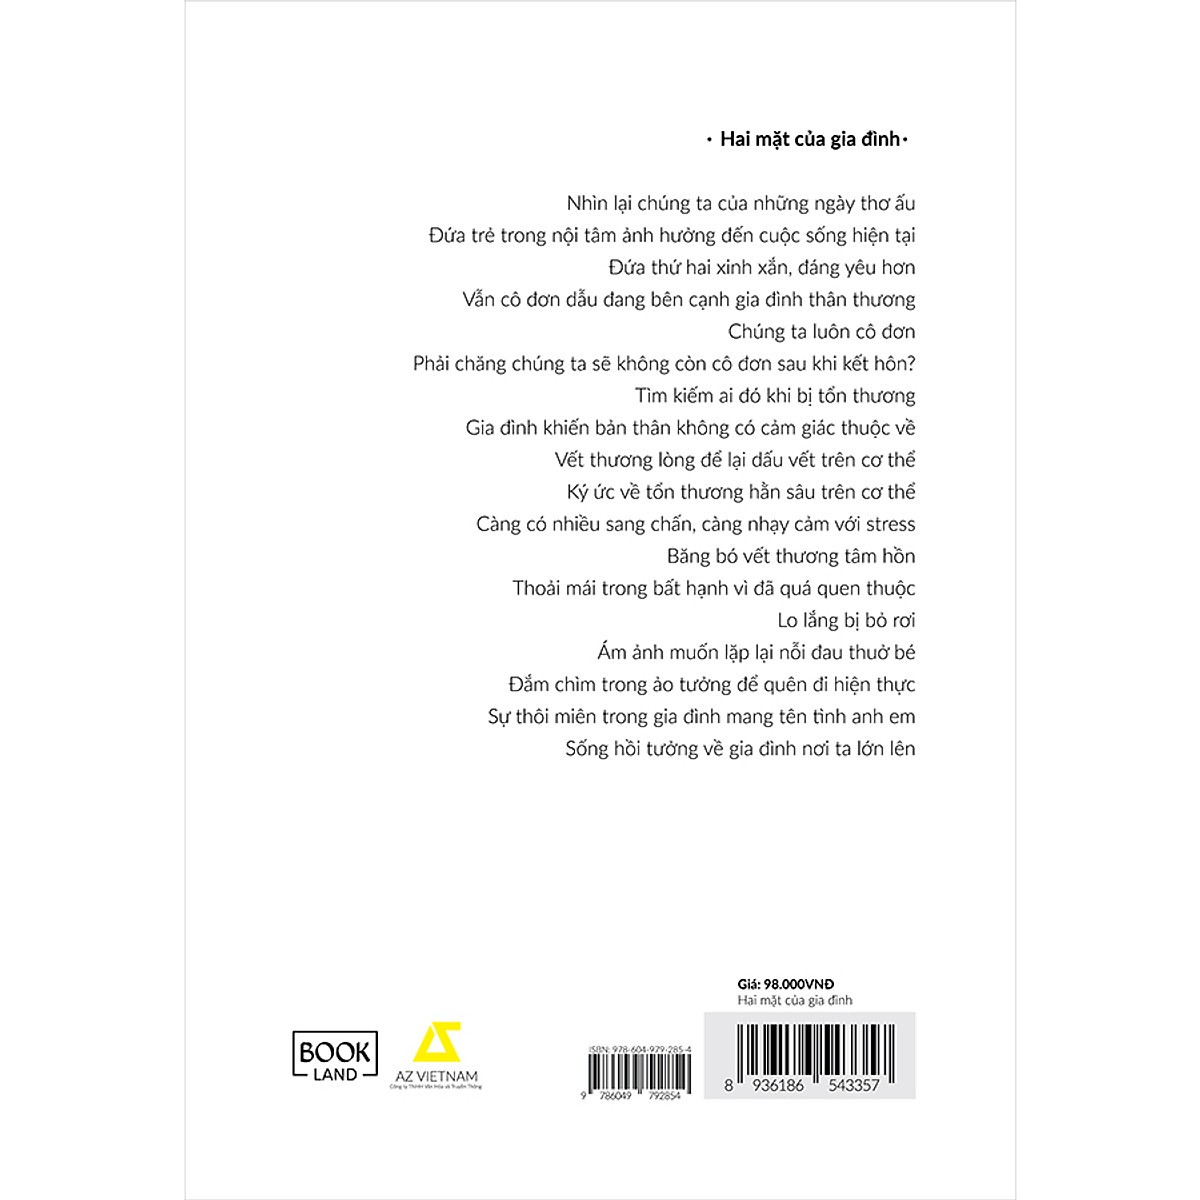 · Hai mặt của gia đình·
Nhìn lại chúng ta của những ngày thơ ấu
Đứa trẻ trong nội tâm ảnh hưởng đến cuộc sống hiện tại
Đứa thứ hai xinh xắn, đáng yêu hơn
Vẫn cô đơn dẫu đang bên cạnh gia đình thân thương
Chúng ta luôn cô đơn
Phải chăng chúng ta sẽ không còn cô đơn sau khi kết hôn?
Tìm kiếm ai đó khi bị tổn thương
Gia đình khiến bản thân không có cảm giác thuộc về
Vết thương lòng để lại dấu vết trên cơ thể
Ký ức về tổn thương hằn sâu trên cơ thể
Càng có nhiều sang chấn, càng nhạy cảm với stress
Băng bó vết thương tâm hồn
Thoải mái trong bất hạnh vì đã quá quen thuộc
Lo lắng bị bỏ rơi
Ám ảnh muốn lặp lại nỗi đau thuở bé
Đắm chìm trong ảo tưởng để quên đi hiện thực
Sự thôi miên trong gia đình mang tên tình anh em
Sống hồi tưởng về gia đình nơi ta lớn lên
Giá: 98.000VNĐ
Hai mặt của gia đình
BOOK
LAND
AZ VIETNAM
Công ty TNHH Văn Hóa và Truyền Thông
ISBN: 978-604-979-285-4
9 786049 792854
8 936186 543357